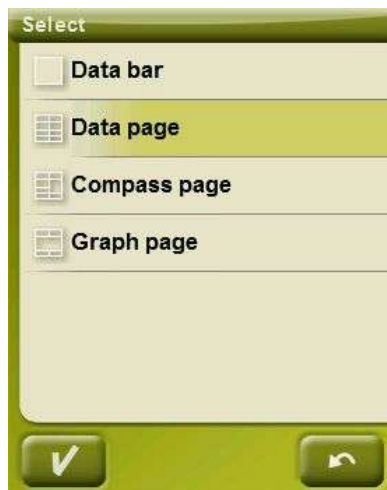 Select
Data bar
Data page
Compass page
Graph page